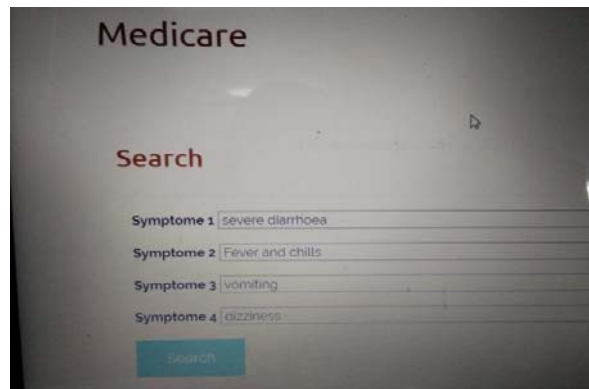 Medicare
Search
Symptome 1 severe diarrhoea
Symptome 2 Fever and chills
Symptome 3 vomiting
Symptome 4 dizziness
Search